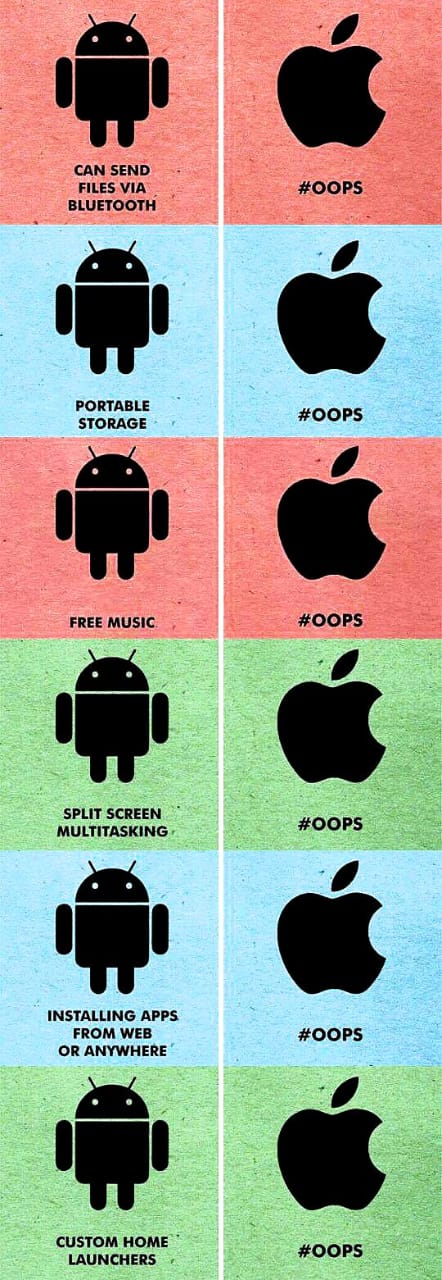 CAN SEND
FILES VIA
BLUETOOTH
#OOPS
PORTABLE
STORAGE
#OOPS
FREE MUSIC
#OOPS
SPLIT SCREEN
MULTITASKING
#OOPS
INSTALLING APPS
FROM WEB
OR ANYWHERE
#OOPS
CUSTOM HOME
LAUNCHERS
#OOPS